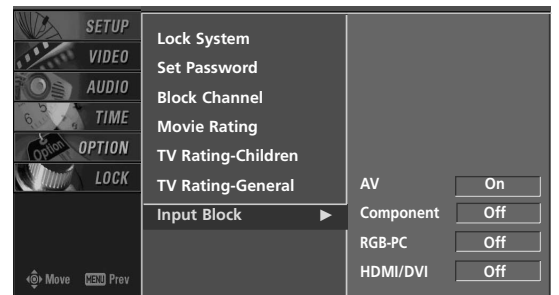 SETUP
VIDEO
AUDIO
TIME
OPTION
LOCK
Move MENU Prev
Lock System
Set Password
Block Channel
Movie Rating
TV Rating-Children
TV Rating-General
Input Block ►
AV On
Component Off
RGB-PC Off
HDMI/DVI Off